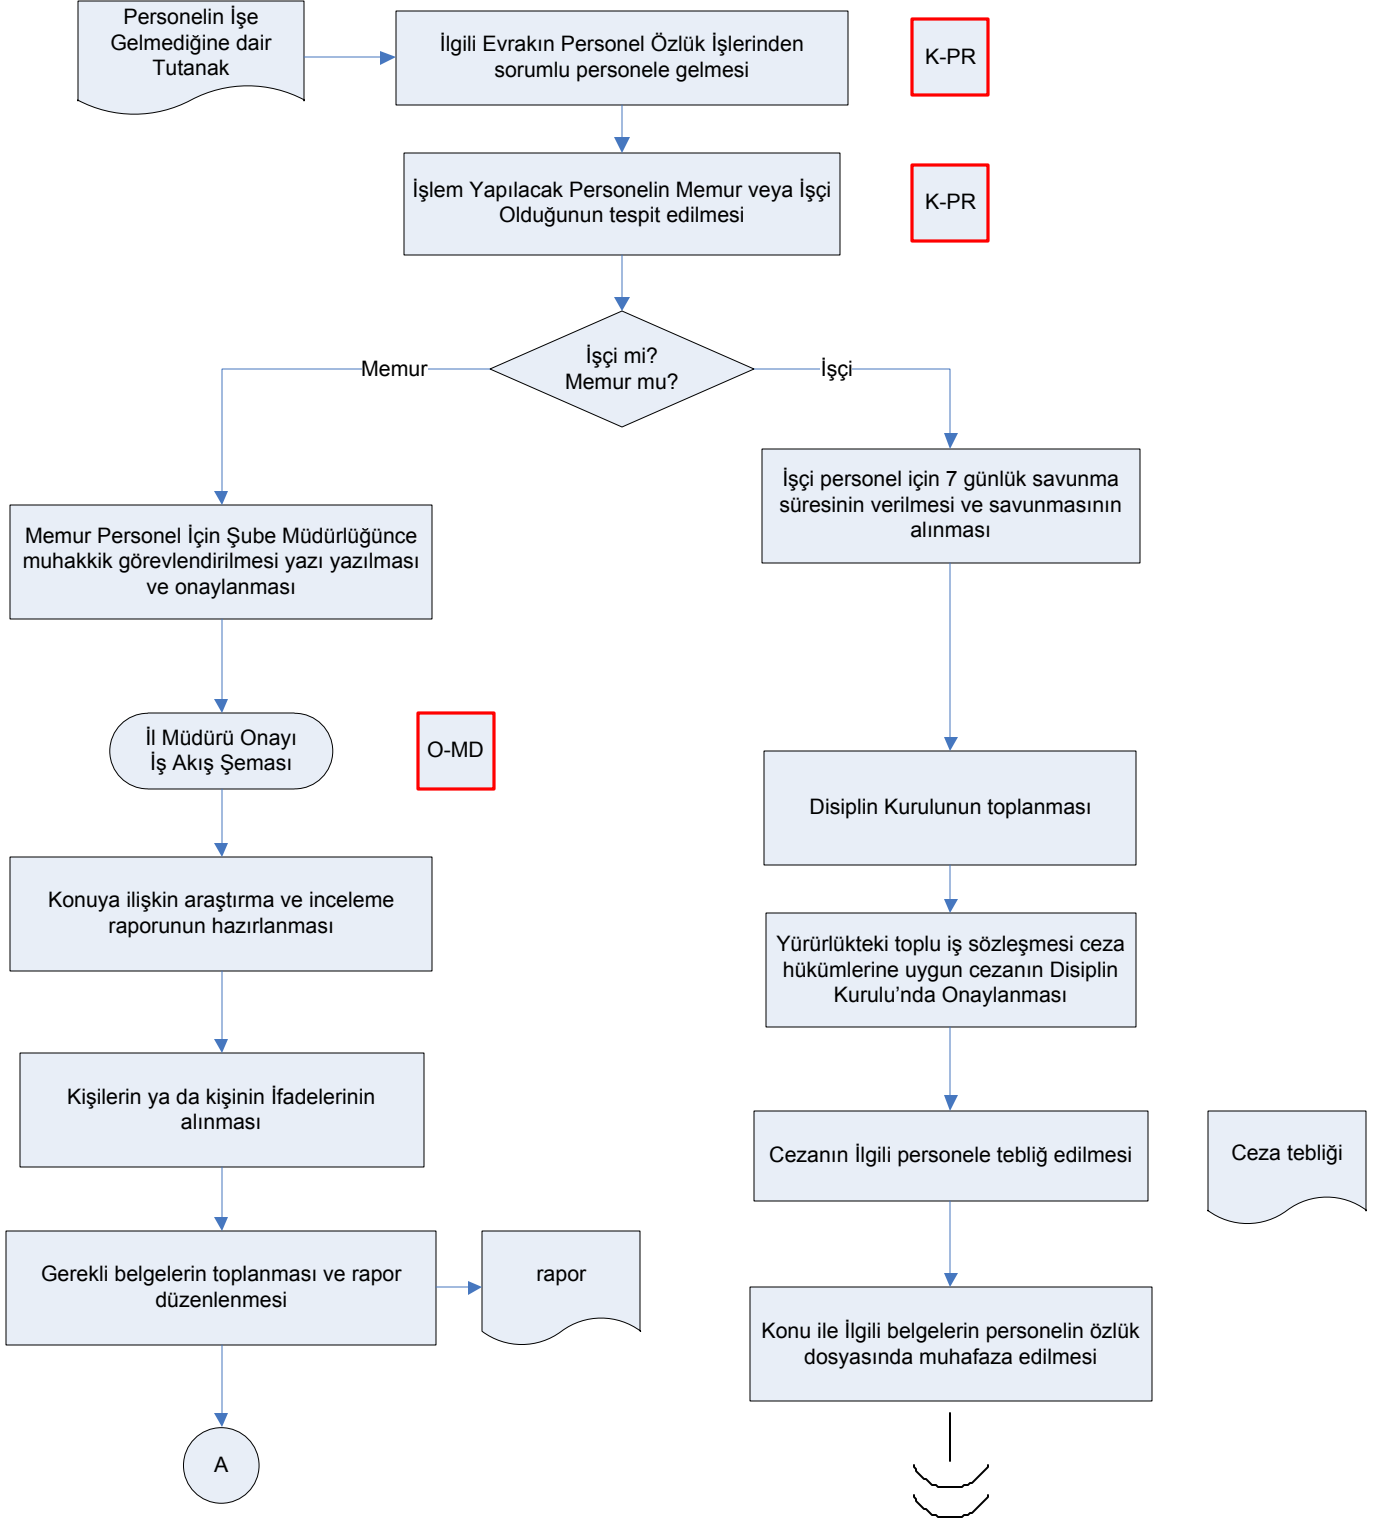 Personelin İşe
Gelmediğine dair
Tutanak
İlgili Evrakın Personel Özlük İşlerinden
sorumlu personele gelmesi
K-PR
İşlem Yapılacak Personelin Memur veya İşçi
Olduğunun tespit edilmesi
K-PR
İşçi mi?
Memur mu?
Memur
İşçi
İşçi personel için 7 günlük savunma
süresinin verilmesi ve savunmasının
alınması
Memur Personel İçin Şube Müdürlüğünce
muhakkik görevlendirilmesi yazı yazılması
ve onaylanması
İl Müdürü Onayı
İş Akış Şeması
O-MD
Disiplin Kurulunun toplanması
Konuya ilişkin araştırma ve inceleme
raporunun hazırlanması
Yürürlükteki toplu iş sözleşmesi ceza
hükümlerine uygun cezanın Disiplin
Kurulu’nda Onaylanması
Kişilerin ya da kişinin İfadelerinin
alınması
Cezanın İlgili personele tebliğ edilmesi
Ceza tebliği
Gerekli belgelerin toplanması ve rapor
düzenlenmesi
rapor
Konu ile İlgili belgelerin personelin özlük
dosyasında muhafaza edilmesi
A